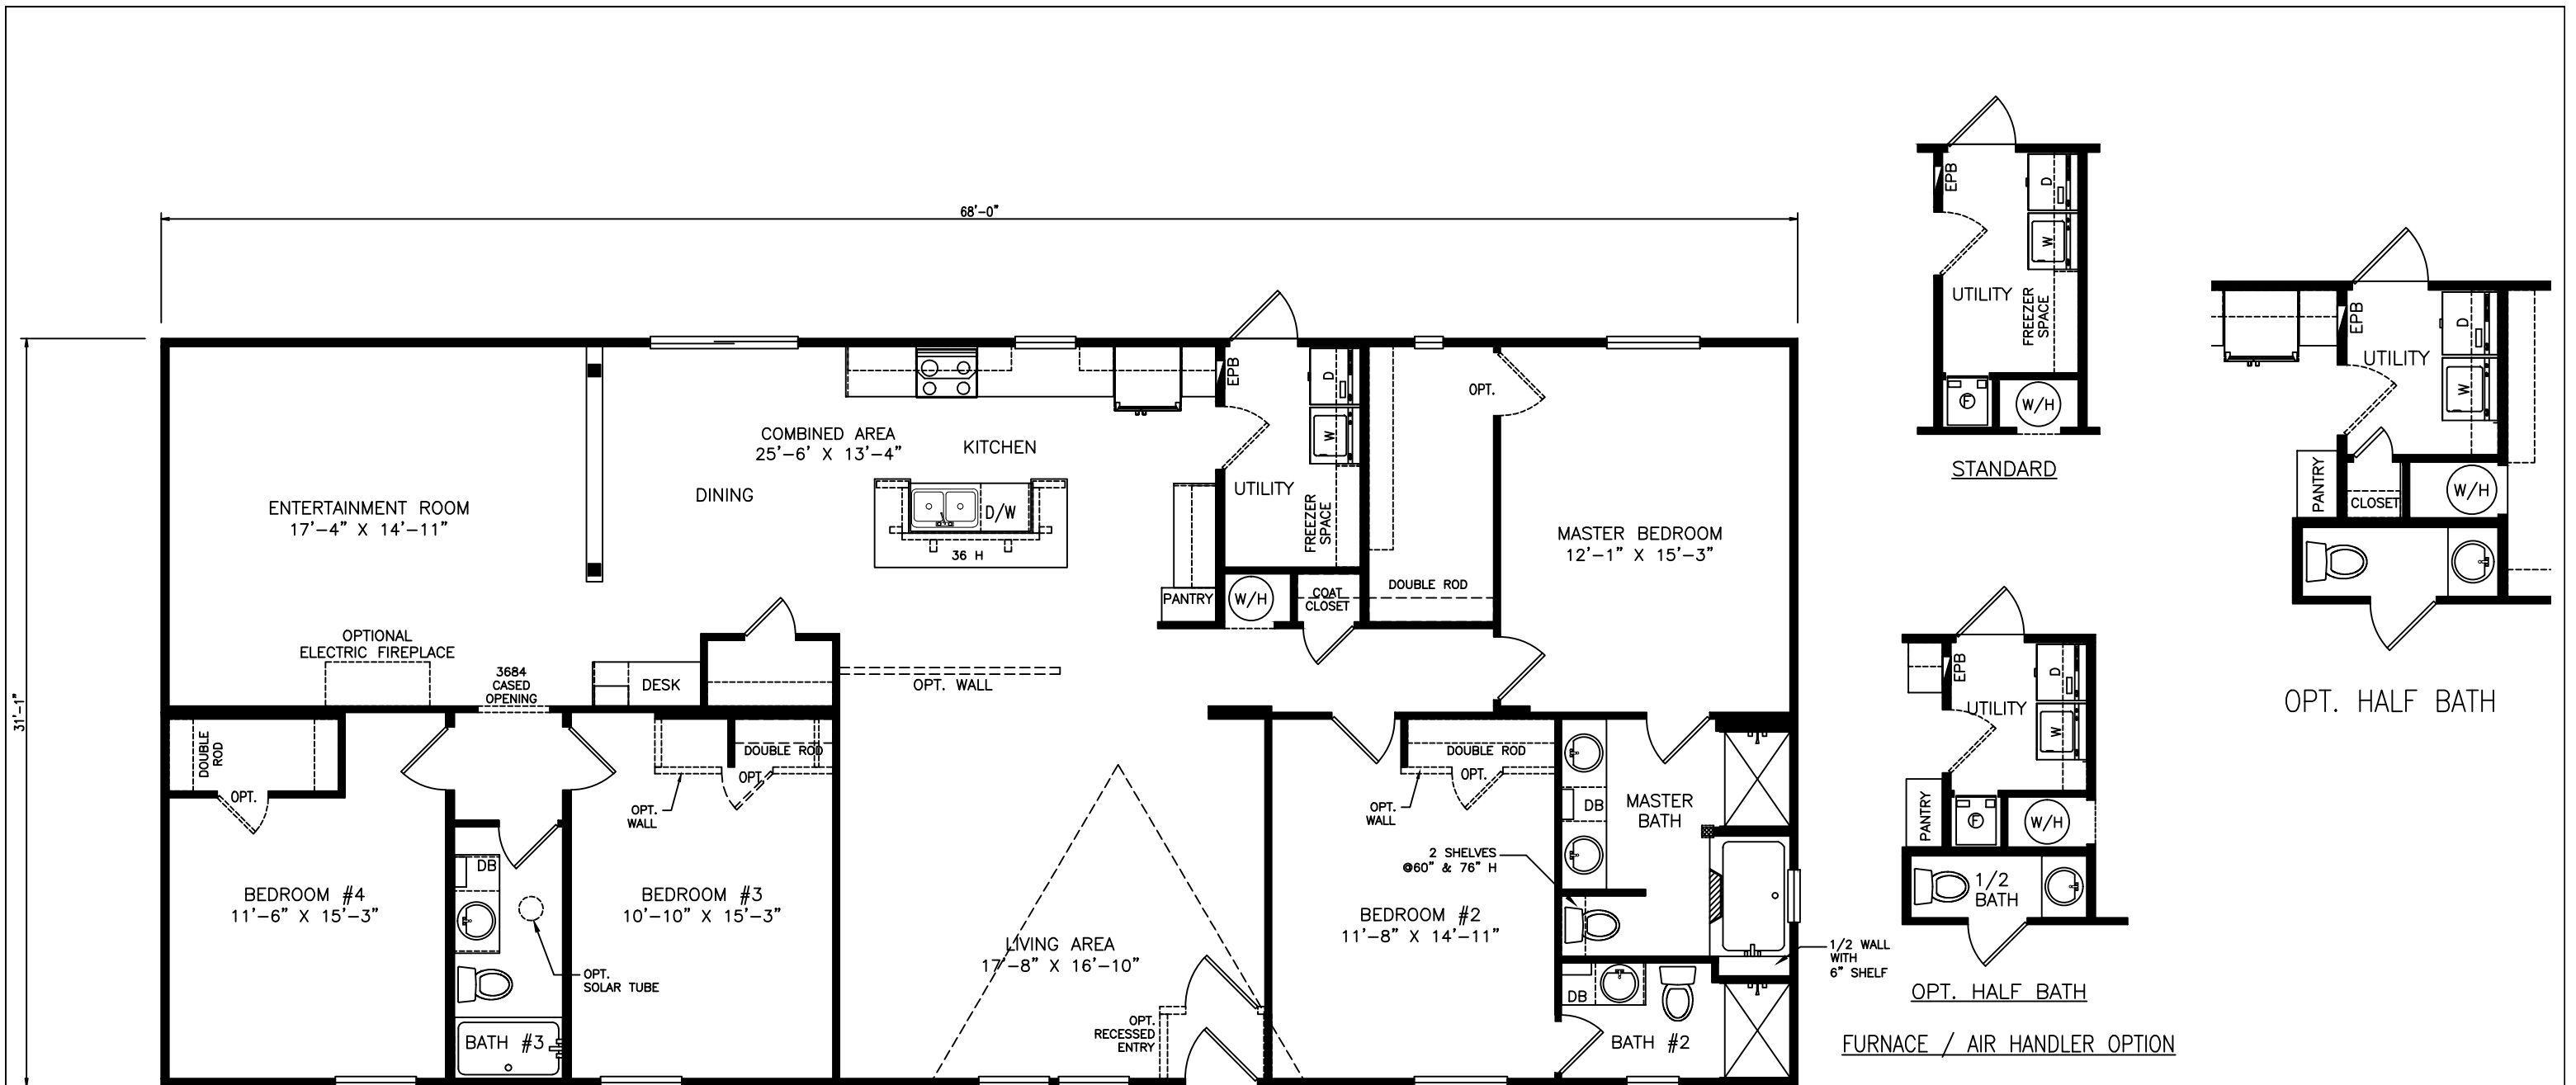 68'-0"
31'-1"
ENTERTAINMENT ROOM
17'-4" X 14'-11"
OPTIONAL
ELECTRIC FIREPLACE
3684
CASED
OPENING
DESK
COMBINED AREA
25'-6' X 13'-4"
KITCHEN
DINING
D/W
36 H
PANTRY
EPB
D
W
UTILITY
FREEZER
SPACE
W/H
COAT
CLOSET
DOUBLE ROD
OPT.
MASTER BEDROOM
12'-1" X 15'-3"
OPT. WALL
DOUBLE
ROD
OPT.
BEDROOM #4
11'-6" X 15'-3"
DB
OPT.
SOLAR TUBE
BATH #3
DOUBLE ROD
OPT.
OPT.
WALL
BEDROOM #3
10'-10" X 15'-3"
LIVING AREA
17'-8" X 16'-10"
OPT.
RECESSED
ENTRY
DOUBLE ROD
OPT.
OPT.
WALL
2 SHELVES
@60" & 76" H
BEDROOM #2
11'-8" X 14'-11"
DB
MASTER
BATH
1/2 WALL
WITH
6" SHELF
DB
BATH #2
EPB
D
W
UTILITY
FREEZER
SPACE
F
W/H
STANDARD
EPB
D
UTILITY
W
PANTRY
CLOSET
W/H
OPT. HALF BATH
EPB
D
UTILITY
W
PANTRY
F
W/H
1/2
BATH
OPT. HALF BATH
FURNACE / AIR HANDLER OPTION